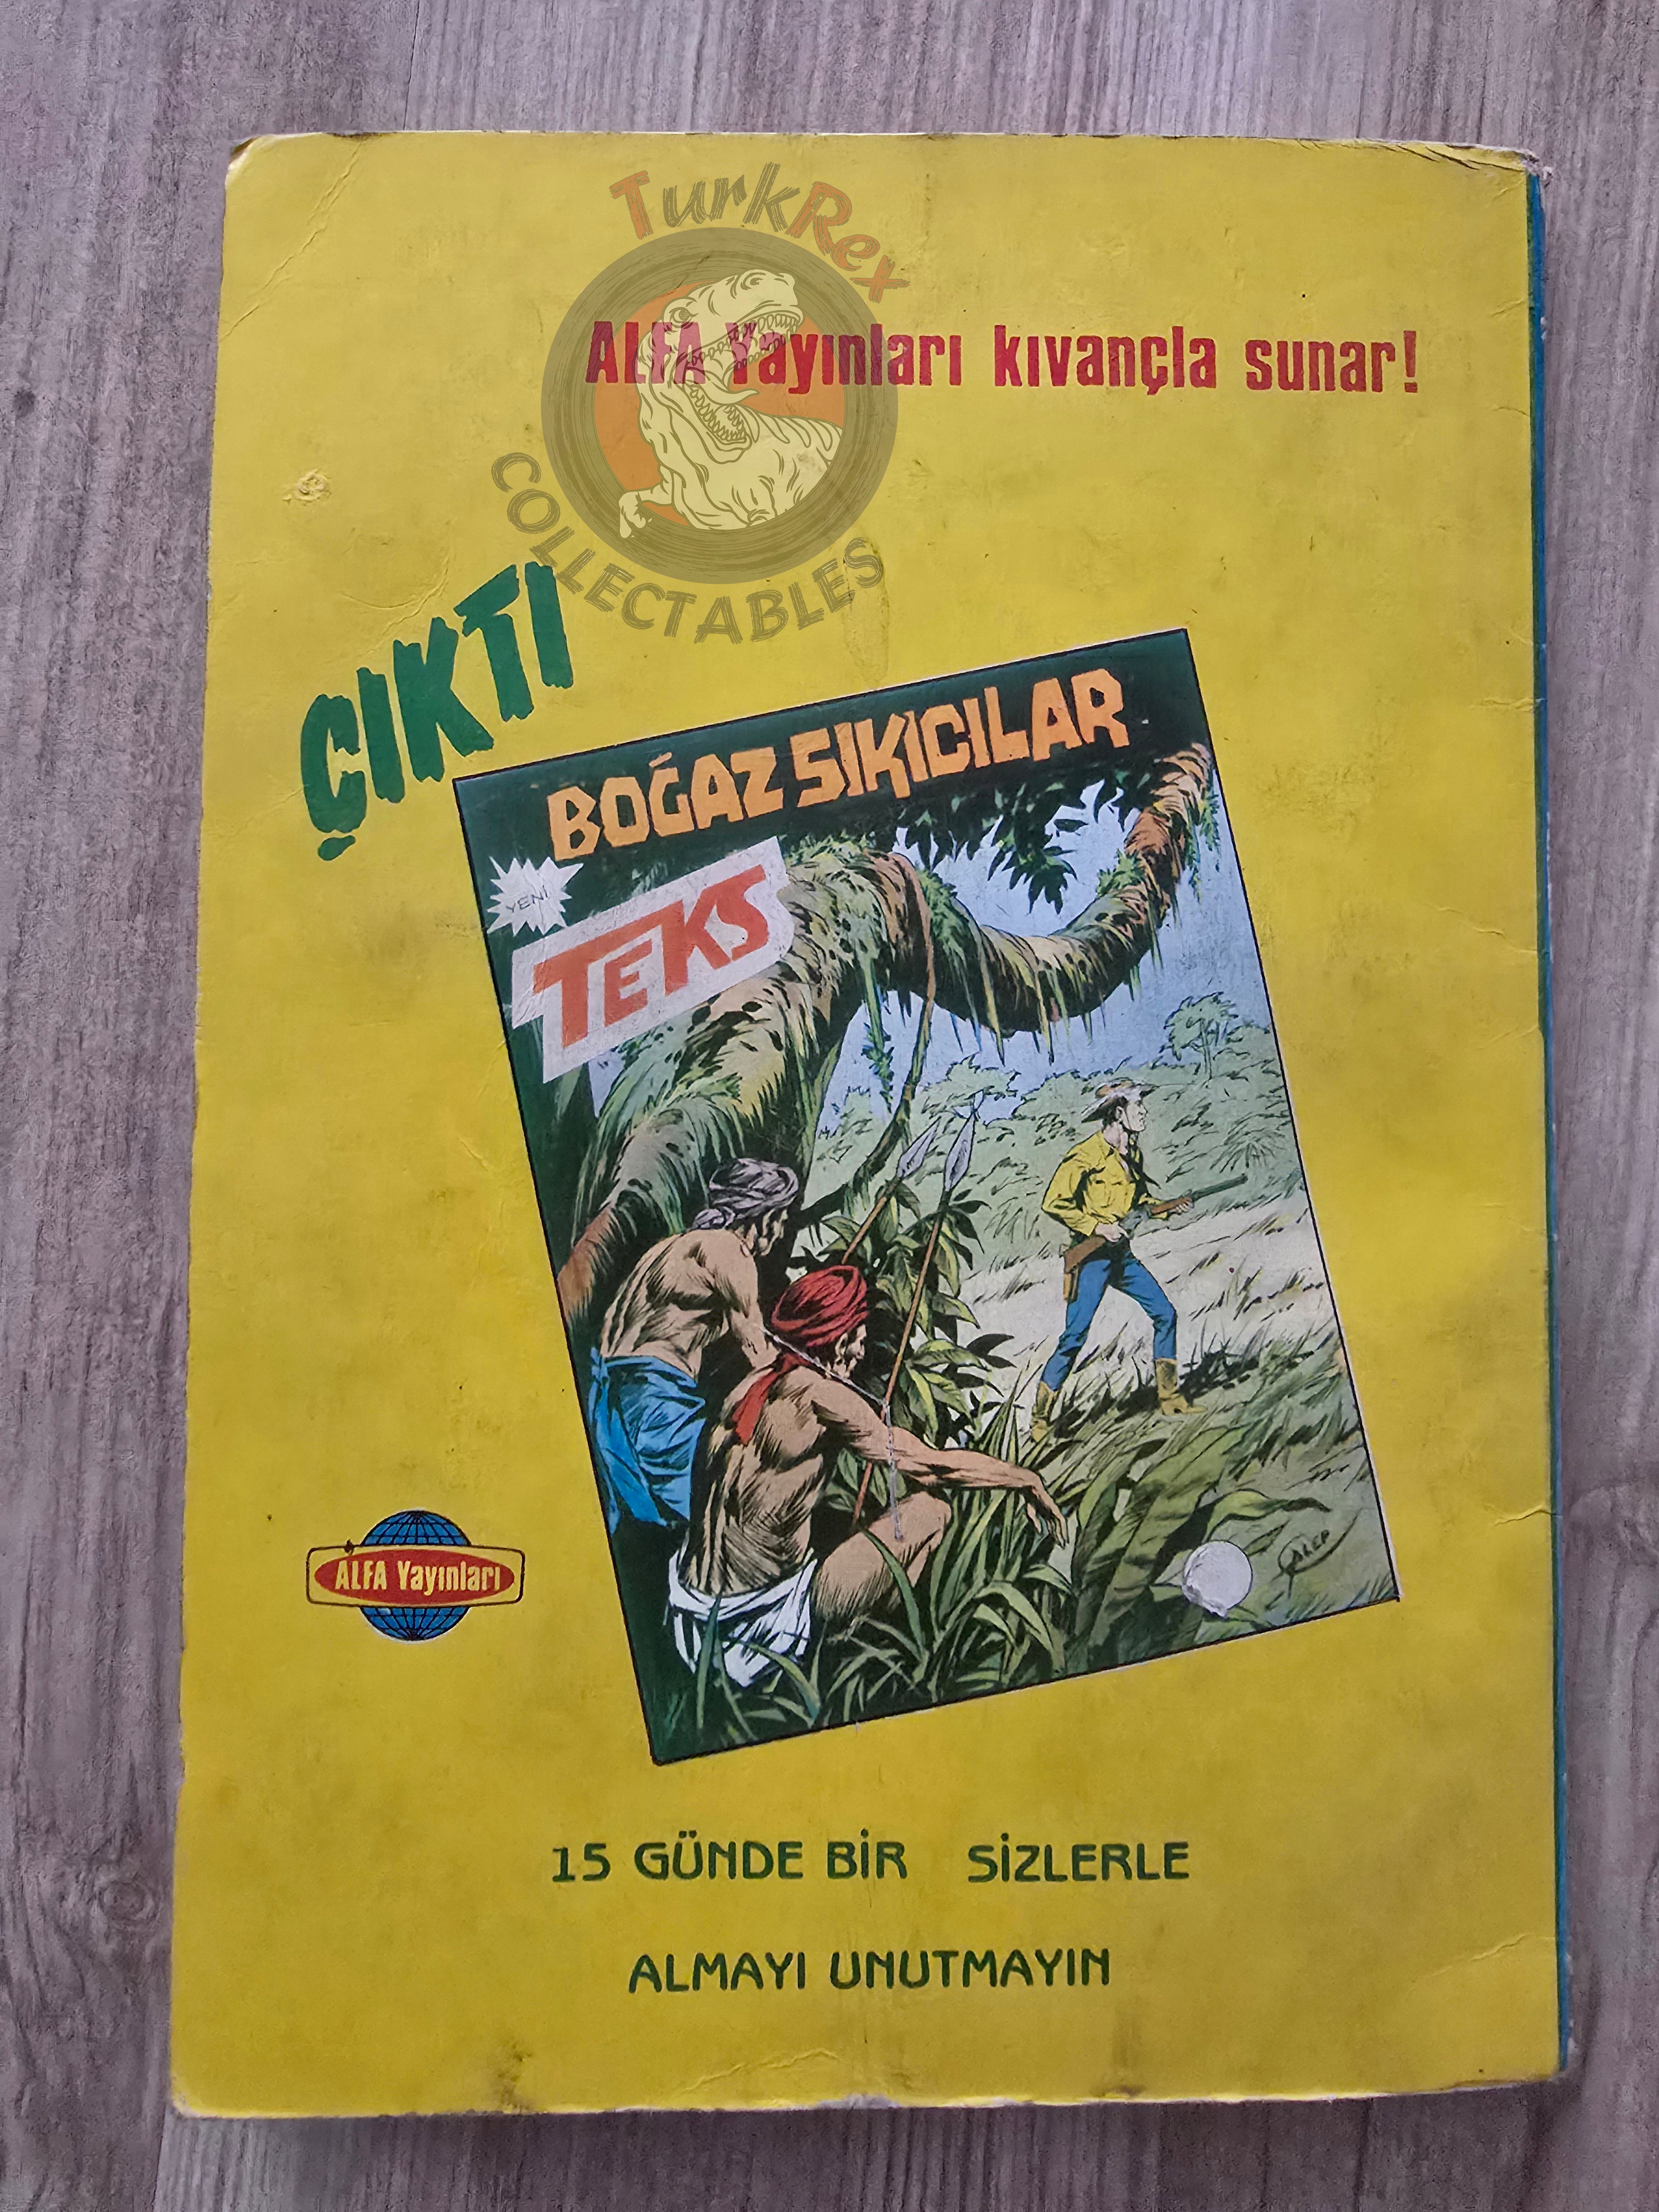 TurkRex
COLLECTABLES
ALFA Yayınları kıvançla sunar!
ÇIKTI
BOĞAZ SIKICILAR
YENİ
TEKS
GALEP
ALFA Yayınları
15 GÜNDE BİR SİZLERLE
ALMAYI UNUTMAYIN